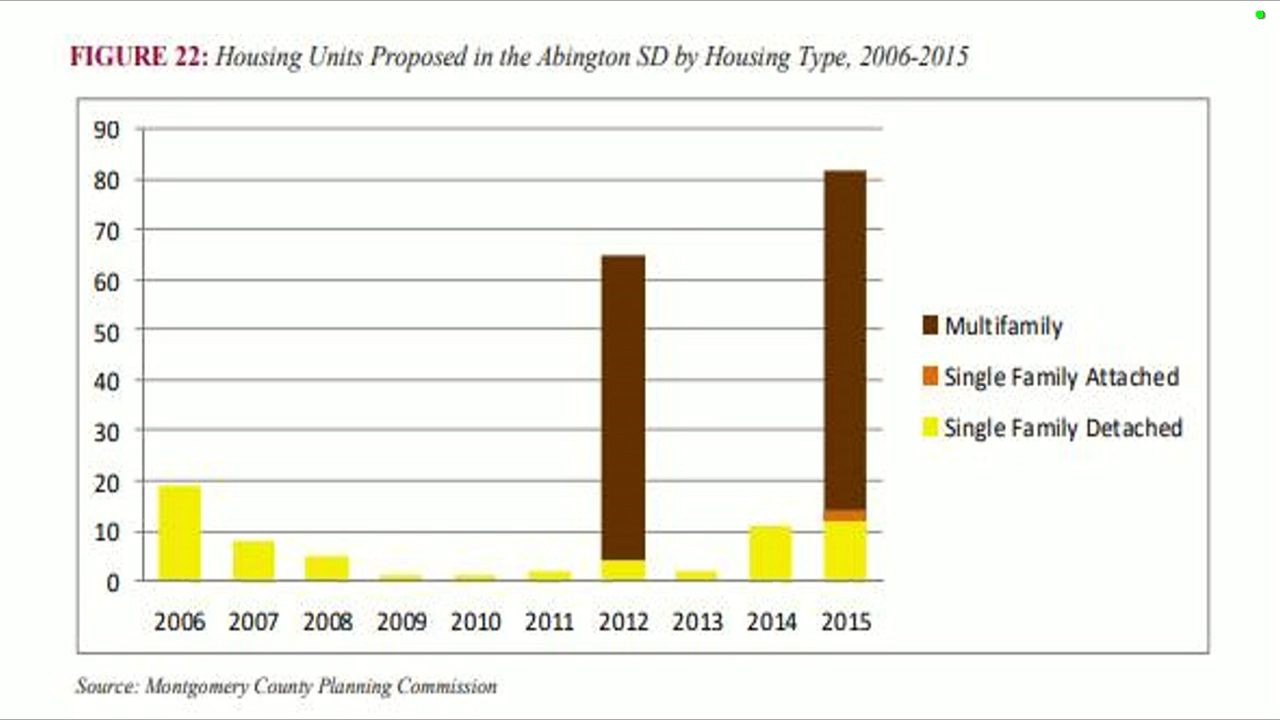 FIGURE 22: Housing Units Proposed in the Abington SD by Housing Type, 2006-2015
90
80
70
60
50
40
30
20
10
0
2006 2007 2008 2009 2010 2011 2012 2013 2014 2015
Multifamily
Single Family Attached
Single Family Detached
Source: Montgomery County Planning Commission